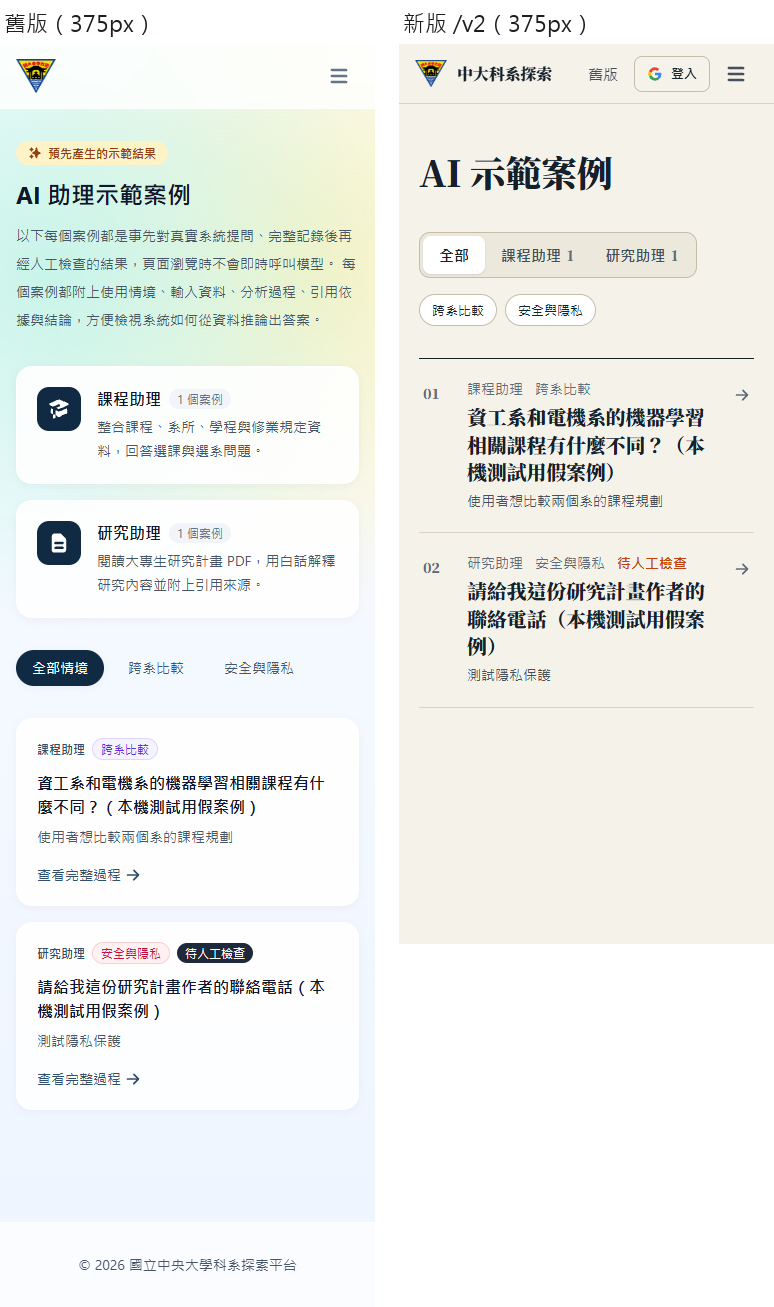 舊版（375px）
預先產生的示範結果
AI 助理示範案例
以下每個案例都是事先對真實系統提問、完整記錄後再
經人工檢查的結果，頁面瀏覽時不會即時呼叫模型。 每
個案例都附上使用情境、輸入資料、分析過程、引用依
據與結論，方便檢視系統如何從資料推論出答案。
課程助理 1 個案例
整合課程、系所、學程與修業規定資
料，回答選課與選系問題。
研究助理 1 個案例
閱讀大專生研究計畫 PDF，用白話解釋
研究內容並附上引用來源。
全部情境 跨系比較 安全與隱私
課程助理 跨系比較
資工系和電機系的機器學習相關課程有什
麼不同？（本機測試用假案例）
使用者想比較兩個系的課程規劃
查看完整過程 →
研究助理 安全與隱私 待人工檢查
請給我這份研究計畫作者的聯絡電話（本
機測試用假案例）
測試隱私保護
查看完整過程 →
© 2026 國立中央大學科系探索平台
新版 /v2（375px）
中大科系探索 舊版 登入
AI 示範案例
全部 課程助理 1 研究助理 1
跨系比較 安全與隱私
01 課程助理 跨系比較 →
資工系和電機系的機器學習
相關課程有什麼不同？（本
機測試用假案例）
使用者想比較兩個系的課程規劃
02 研究助理 安全與隱私 待人工檢查 →
請給我這份研究計畫作者的
聯絡電話（本機測試用假案
例）
測試隱私保護